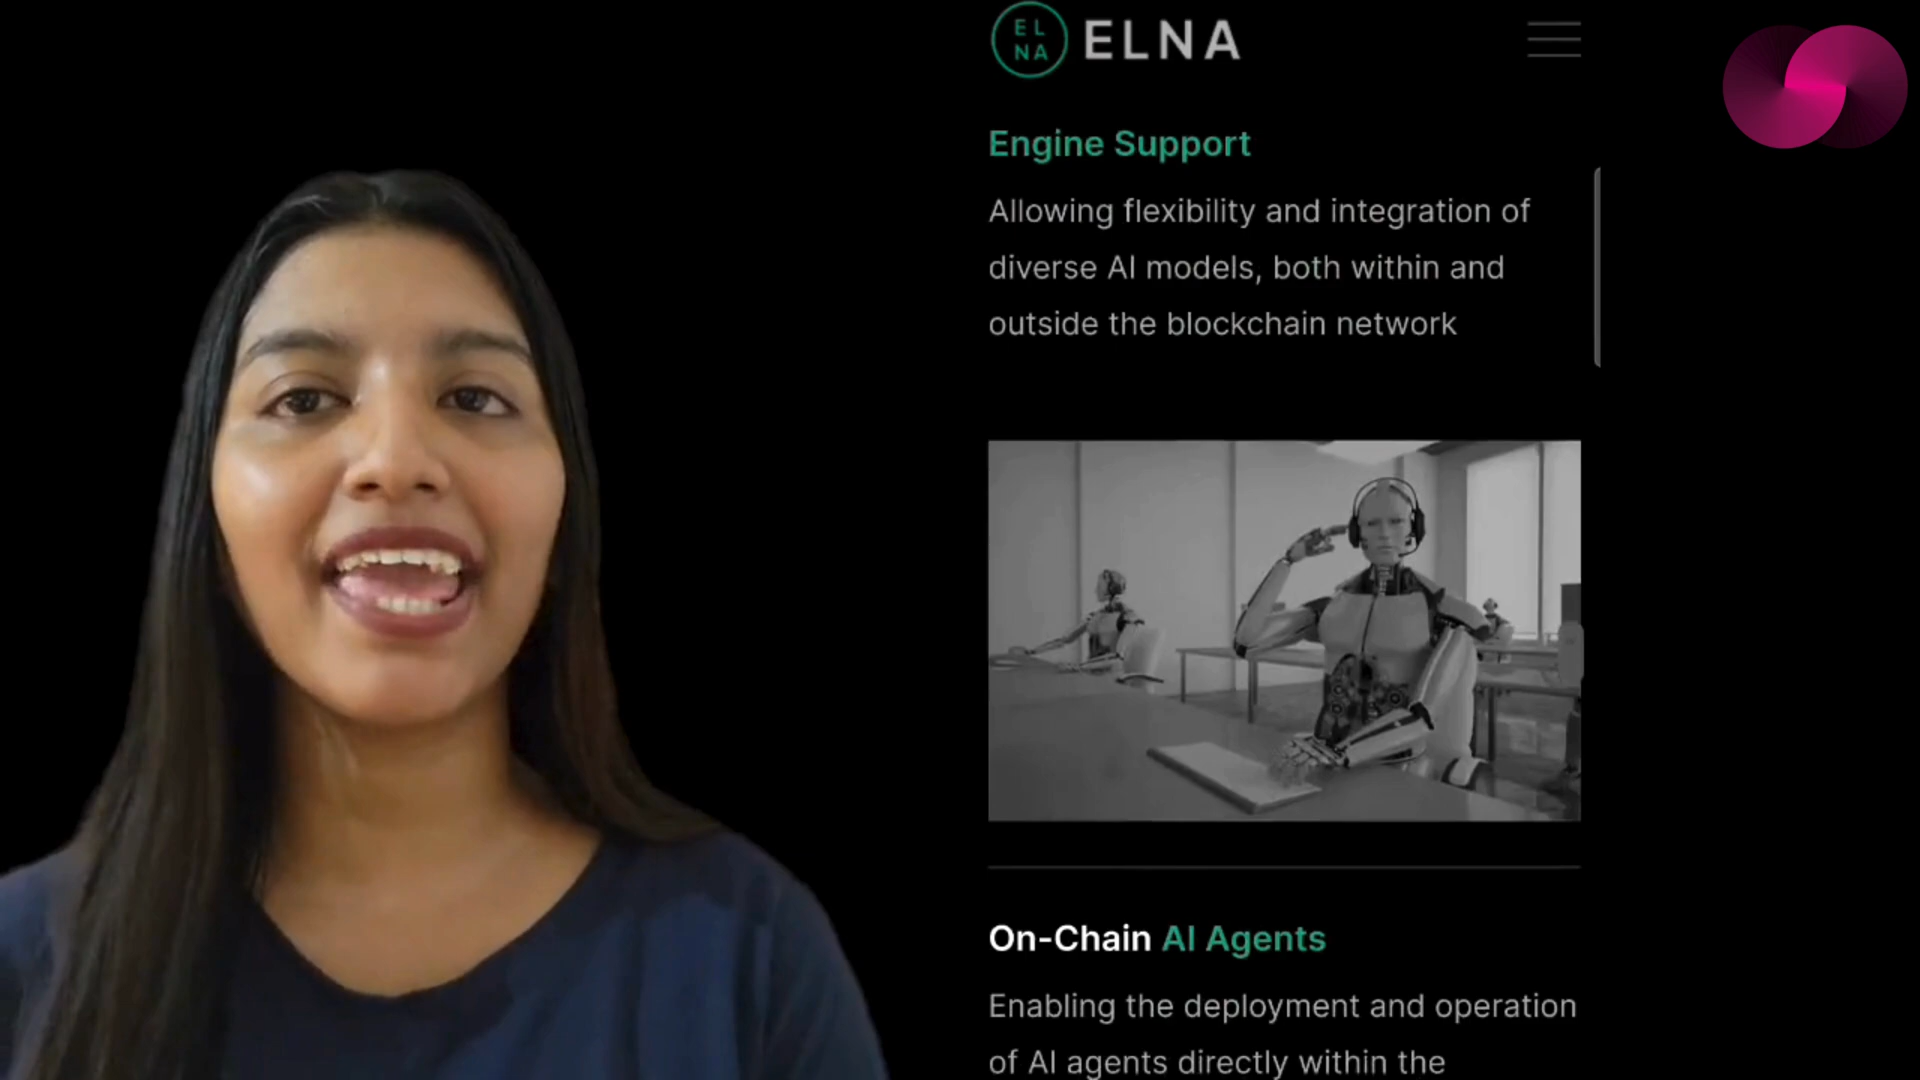 EL
NA
ELNA
Engine Support
Allowing flexibility and integration of
diverse AI models, both within and
outside the blockchain network
On-Chain AI Agents
Enabling the deployment and operation
of AI agents directly within the